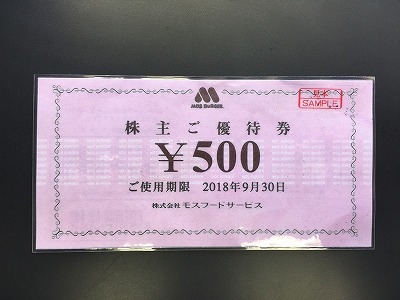 MOS BURGER
見本
SAMPLE
株主ご優待券
¥500
ご使用期限 2018年9月30日
株式会社 モスフードサービス